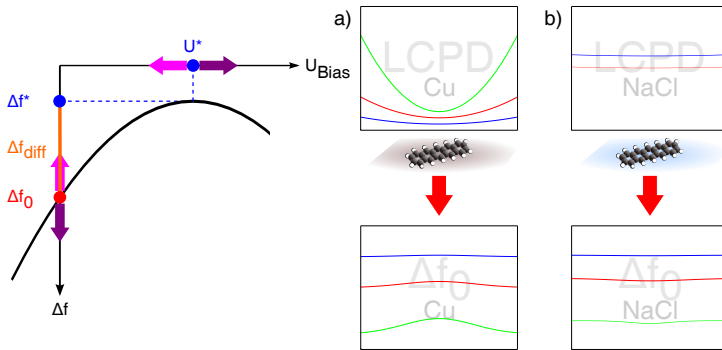 U*
U_Bias
Δf*
Δf_diff
Δf_0
Δf
a)
LCPD
Cu
Δf_0
Cu
b)
LCPD
NaCl
Δf_0
NaCl